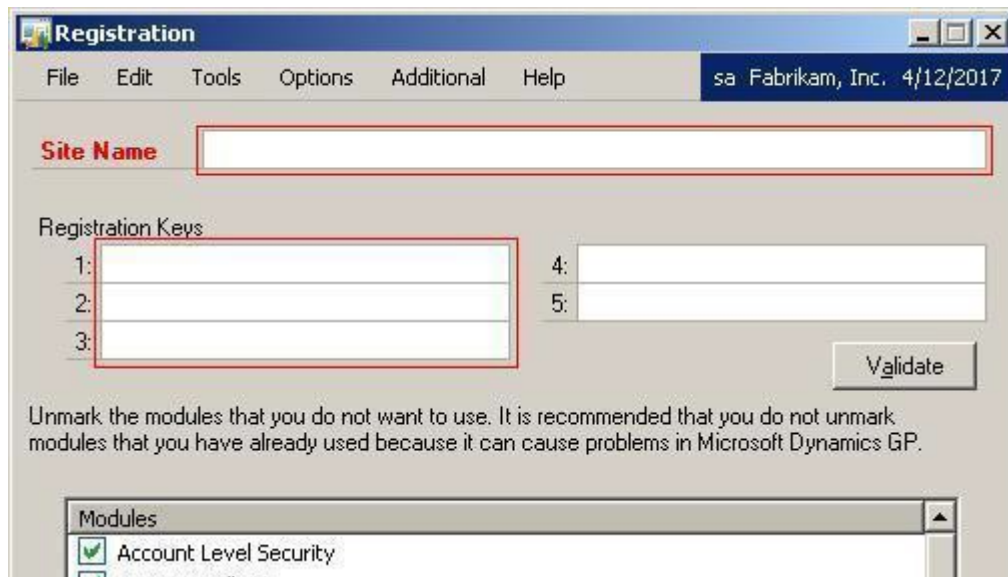 Registration
File Edit Tools Options Additional Help sa Fabrikam, Inc. 4/12/2017
Site Name
Registration Keys
1: 4:
2: 5:
3:
Validate
Unmark the modules that you do not want to use. It is recommended that you do not unmark
modules that you have already used because it can cause problems in Microsoft Dynamics GP.
Modules
Account Level Security